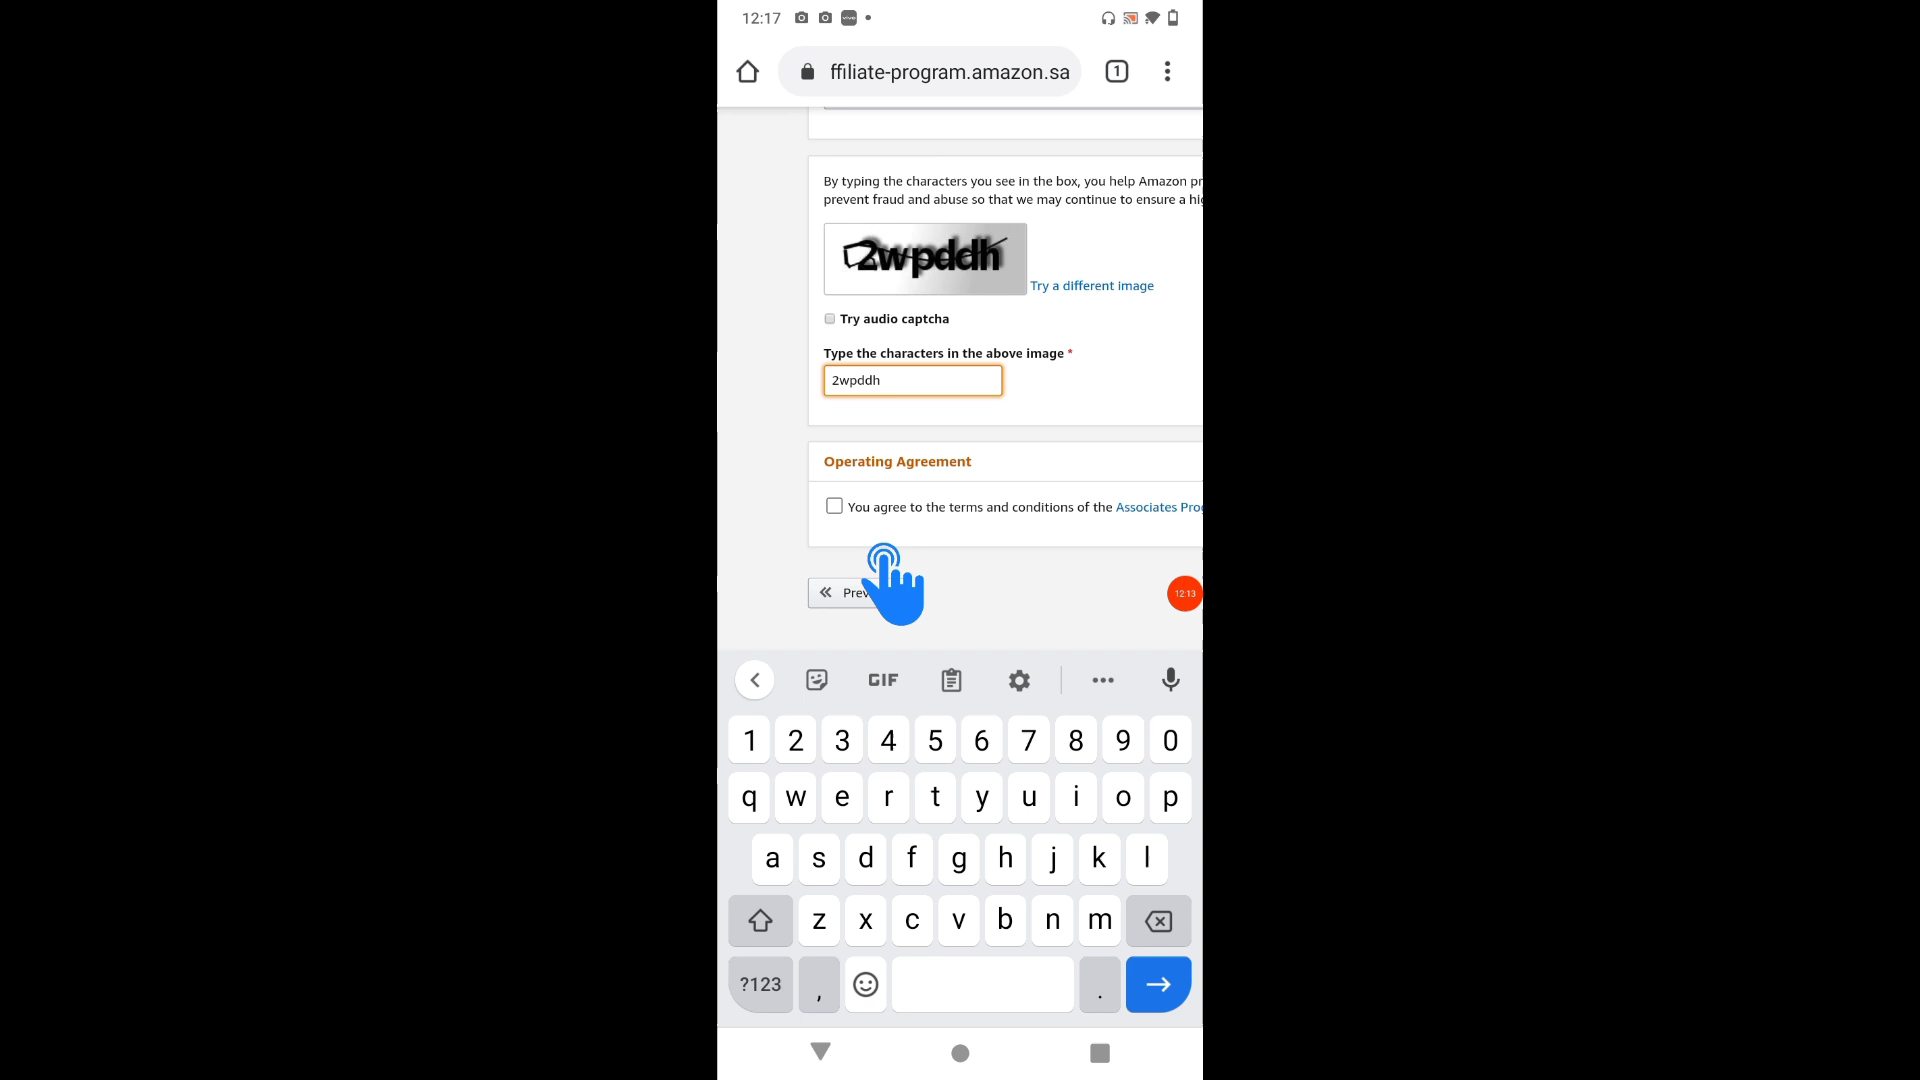 12:17
ffiliate-program.amazon.sa
1
By typing the characters you see in the box, you help Amazon pr
prevent fraud and abuse so that we may continue to ensure a hi
2wpddh
Try a different image
Try audio captcha
Type the characters in the above image *
2wpddh
Operating Agreement
You agree to the terms and conditions of the Associates Pro
« Prev
12:13
GIF
1 2 3 4 5 6 7 8 9 0
q w e r t y u i o p
a s d f g h j k l
z x c v b n m
?123 , .